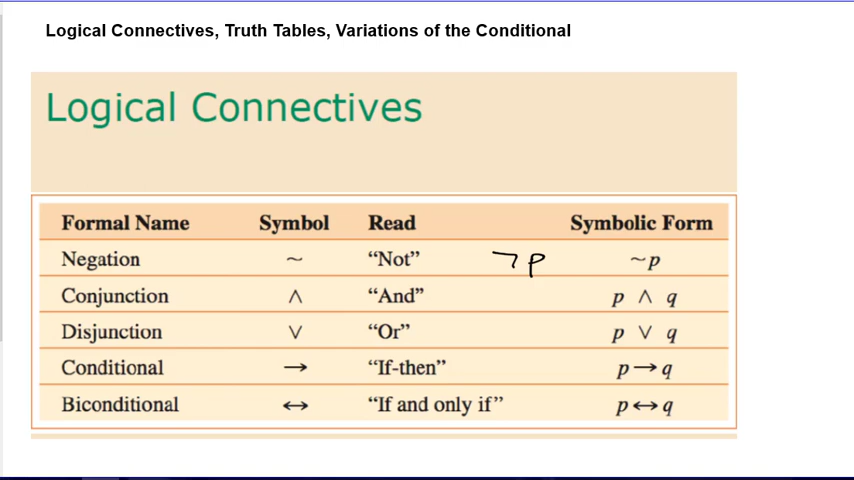 Logical Connectives, Truth Tables, Variations of the Conditional
Logical Connectives
Formal Name Symbol Read Symbolic Form
Negation ~ “Not” ¬p ~p
Conjunction ∧ “And” p ∧ q
Disjunction ∨ “Or” p ∨ q
Conditional → “If-then” p→q
Biconditional ↔ “If and only if” p↔q